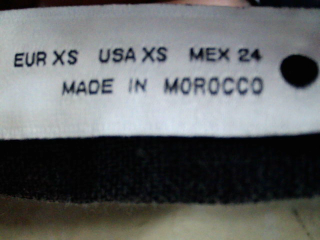 EUR XS USA XS MEX 24
MADE IN MOROCCO